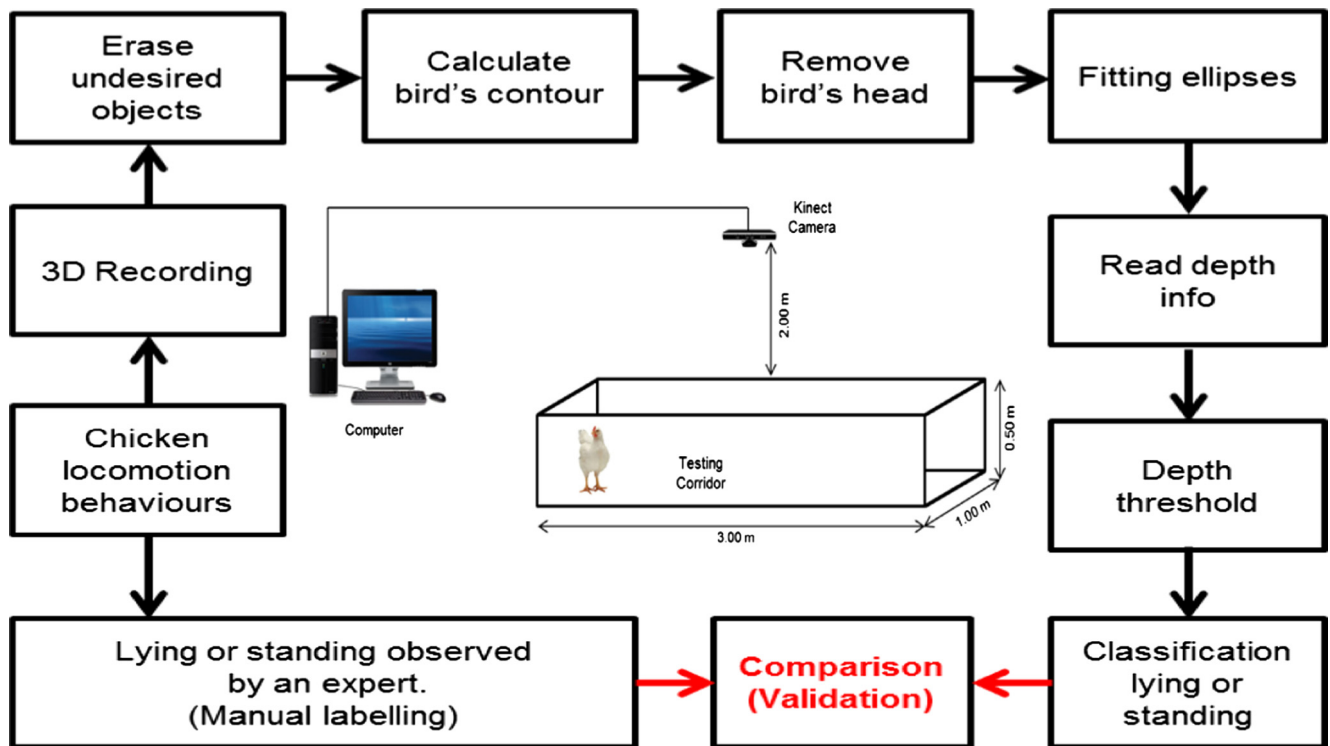 Erase
undesired
objects
Calculate
bird's contour
Remove
bird's head
Fitting ellipses
3D Recording
Kinect
Camera
Read depth
info
2.00 m
Computer
Chicken
locomotion
behaviours
Testing
Corridor
0.50 m
1.00 m
3.00 m
Depth
threshold
Lying or standing observed
by an expert.
(Manual labelling)
Comparison
(Validation)
Classification
lying or
standing